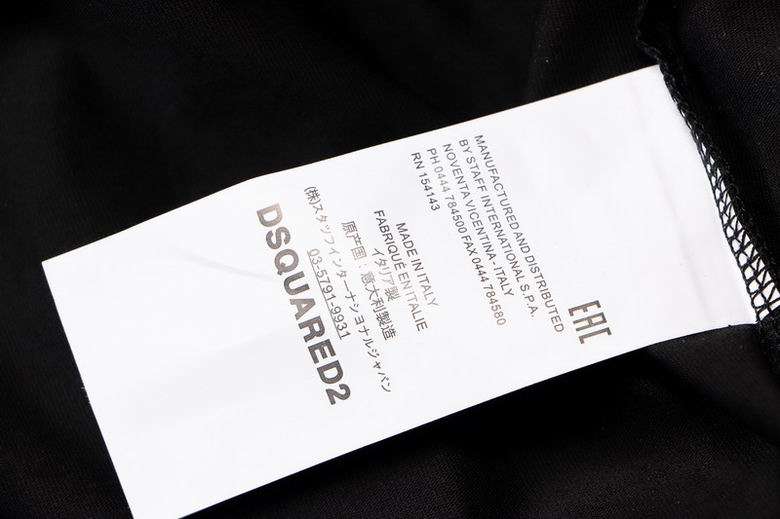 EAC
MANUFACTURED AND DISTRIBUTED
BY STAFF INTERNATIONAL S.P.A.
NOVENTA VICENTINA - ITALY
PH 0444 784500 FAX 0444 784580
RN 154143
MADE IN ITALY
FABRIQUÉ EN ITALIE
イタリア製
原产国：意大利製造
(株)スタッフインターナショナルジャパン
03-5791-9931
DSQUARED2